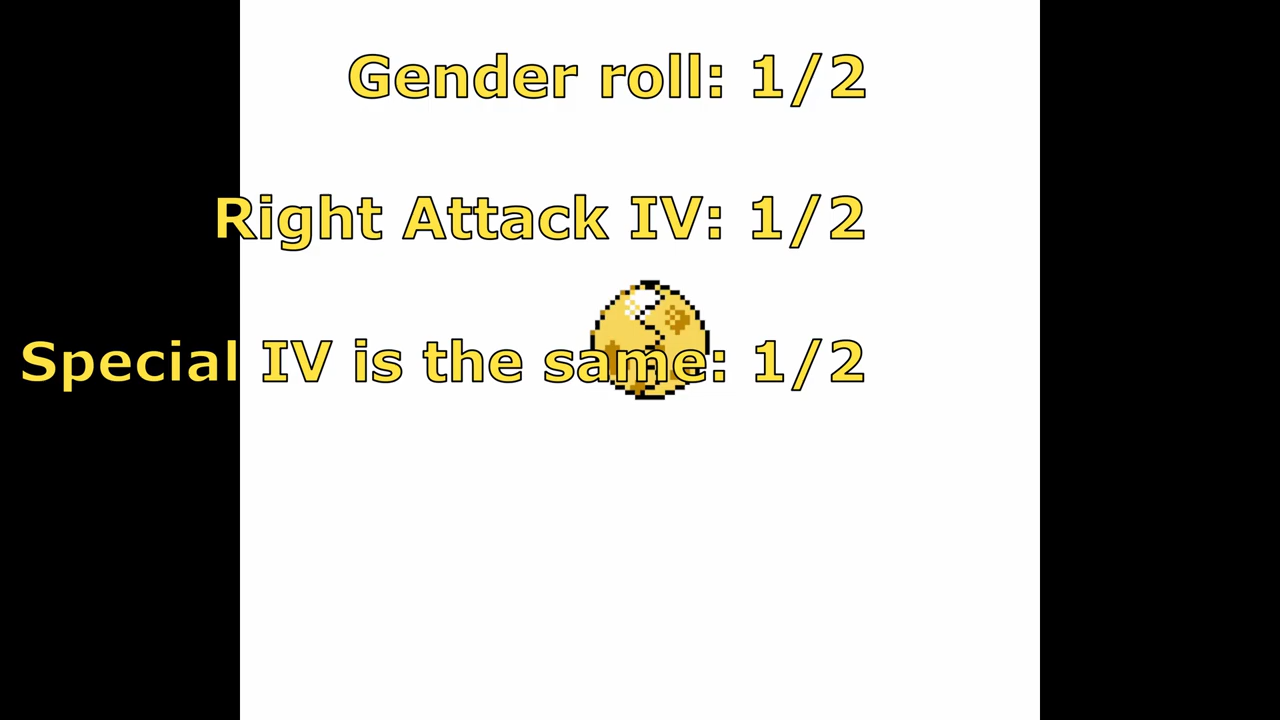 Gender roll: 1/2
Right Attack IV: 1/2
Special IV is the same: 1/2